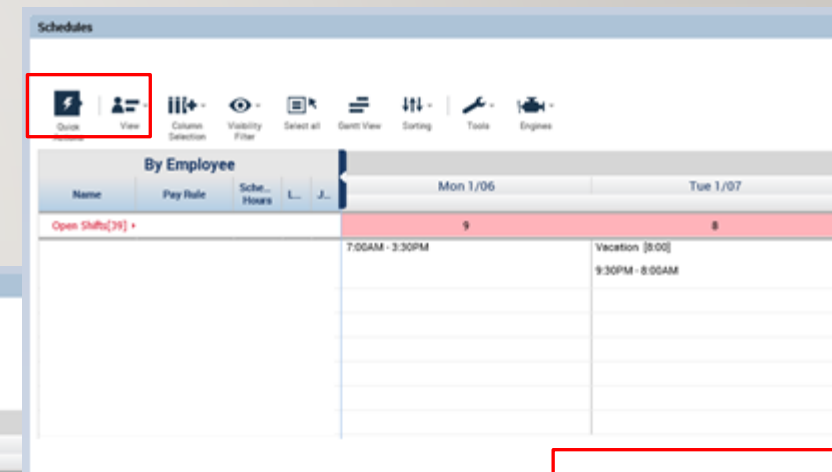 Schedules
Quick Actions
View
Column Selection
Visibility Filter
Select all
Gantt View
Sorting
Tools
Engines
By Employee
Name Pay Rule Sche... Hours L... J... Mon 1/06 Tue 1/07
Open Shifts[39] 9 8
7:00AM - 3:30PM Vacation [8:00]
9:30PM - 8:00AM